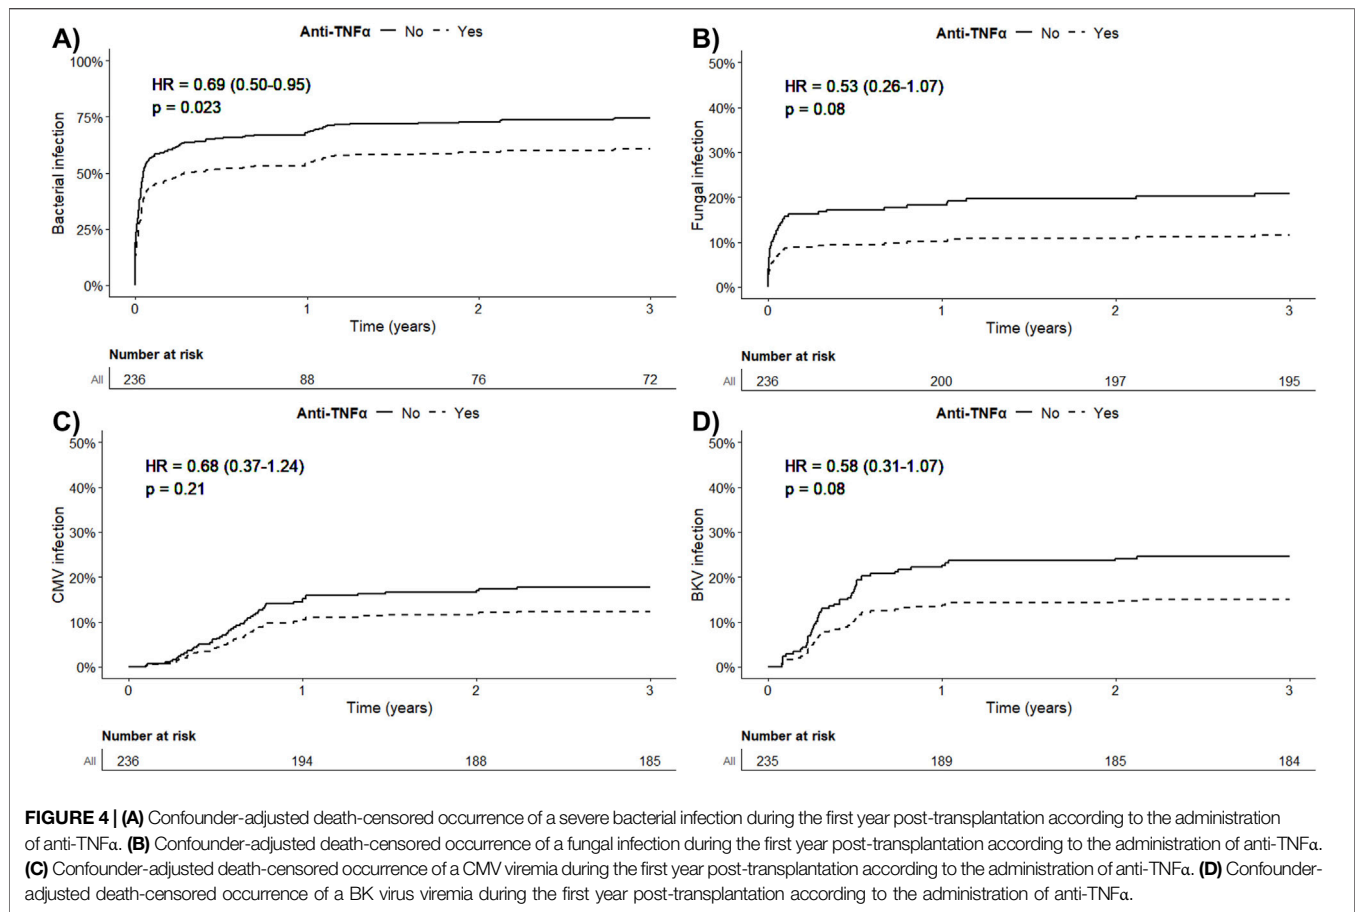 A)
Anti-TNFα — No - - Yes
100%
75%
50%
25%
0%
Bacterial infection
HR = 0.69 (0.50-0.95)
p = 0.023
0 1 2 3
Time (years)
Number at risk
All 236 88 76 72
B)
Anti-TNFα — No - - Yes
50%
40%
30%
20%
10%
0%
Fungal infection
HR = 0.53 (0.26-1.07)
p = 0.08
0 1 2 3
Time (years)
Number at risk
All 236 200 197 195
C)
Anti-TNFα — No - - Yes
50%
40%
30%
20%
10%
0%
CMV infection
HR = 0.68 (0.37-1.24)
p = 0.21
0 1 2 3
Time (years)
Number at risk
All 236 194 188 185
D)
Anti-TNFα — No - - Yes
50%
40%
30%
20%
10%
0%
BKV infection
HR = 0.58 (0.31-1.07)
p = 0.08
0 1 2 3
Time (years)
Number at risk
All 235 189 185 184
FIGURE 4 | (A) Confounder-adjusted death-censored occurrence of a severe bacterial infection during the first year post-transplantation according to the administration
of anti-TNFα. (B) Confounder-adjusted death-censored occurrence of a fungal infection during the first year post-transplantation according to the administration of anti-TNFα.
(C) Confounder-adjusted death-censored occurrence of a CMV viremia during the first year post-transplantation according to the administration of anti-TNFα. (D) Confounder-
adjusted death-censored occurrence of a BK virus viremia during the first year post-transplantation according to the administration of anti-TNFα.